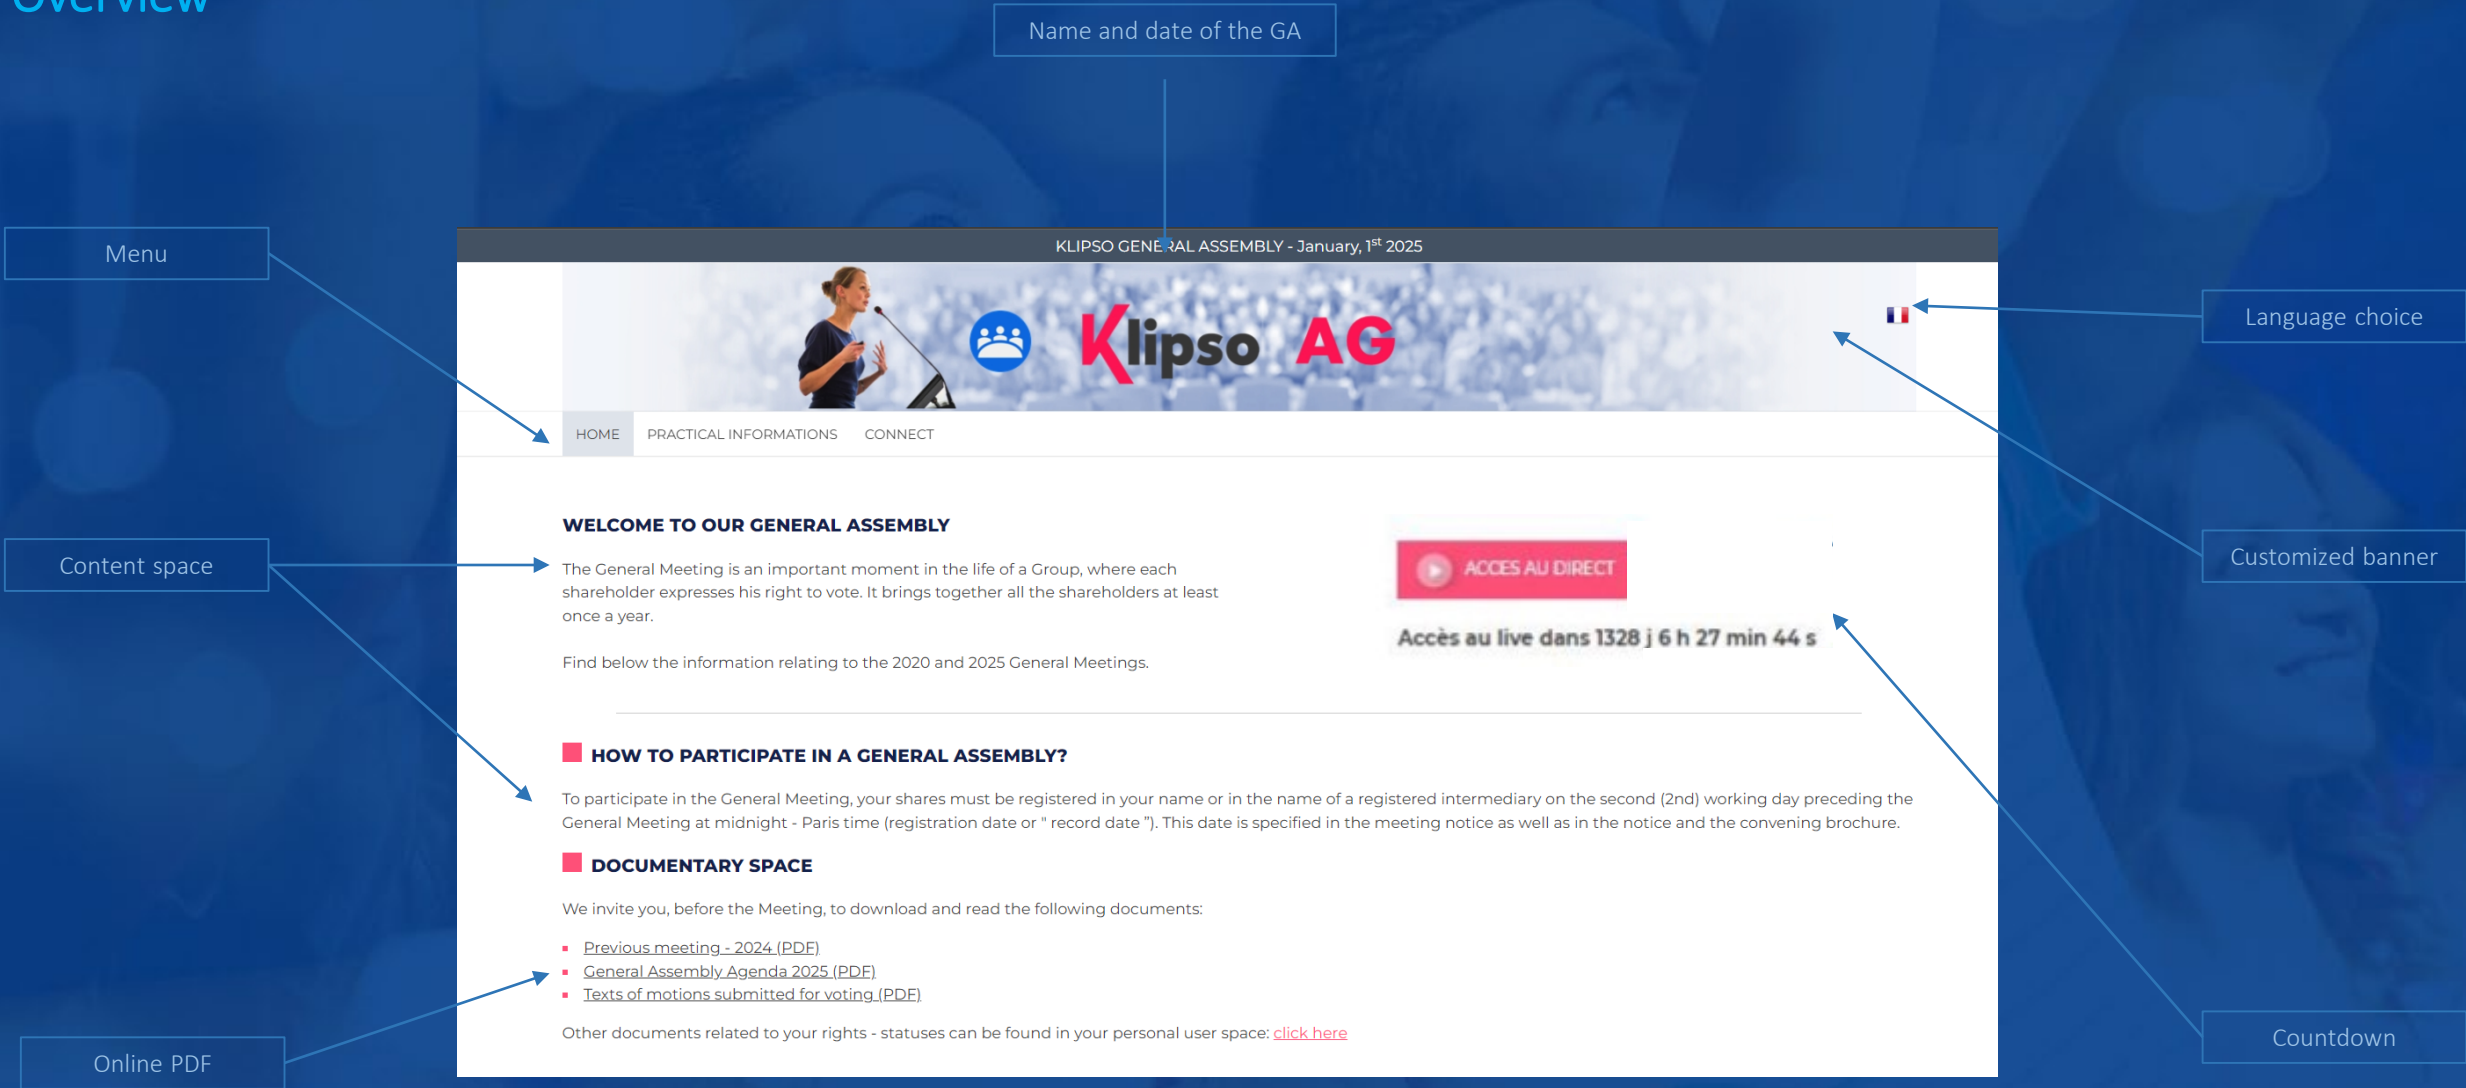 Overview
Name and date of the GA
Menu
Content space
Online PDF
KLIPSO GENERAL ASSEMBLY - January, 1st 2025
Klipso AG
HOME PRACTICAL INFORMATIONS CONNECT
WELCOME TO OUR GENERAL ASSEMBLY
The General Meeting is an important moment in the life of a Group, where each
shareholder expresses his right to vote. It brings together all the shareholders at least
once a year.
Find below the information relating to the 2020 and 2025 General Meetings.
ACCES AU DIRECT
Accès au live dans 1328 j 6 h 27 min 44 s
HOW TO PARTICIPATE IN A GENERAL ASSEMBLY?
To participate in the General Meeting, your shares must be registered in your name or in the name of a registered intermediary on the second (2nd) working day preceding the
General Meeting at midnight - Paris time (registration date or " record date "). This date is specified in the meeting notice as well as in the notice and the convening brochure.
DOCUMENTARY SPACE
We invite you, before the Meeting, to download and read the following documents:
Previous meeting - 2024 (PDF)
General Assembly Agenda 2025 (PDF)
Texts of motions submitted for voting (PDF)
Other documents related to your rights - statuses can be found in your personal user space: click here
Language choice
Customized banner
Countdown